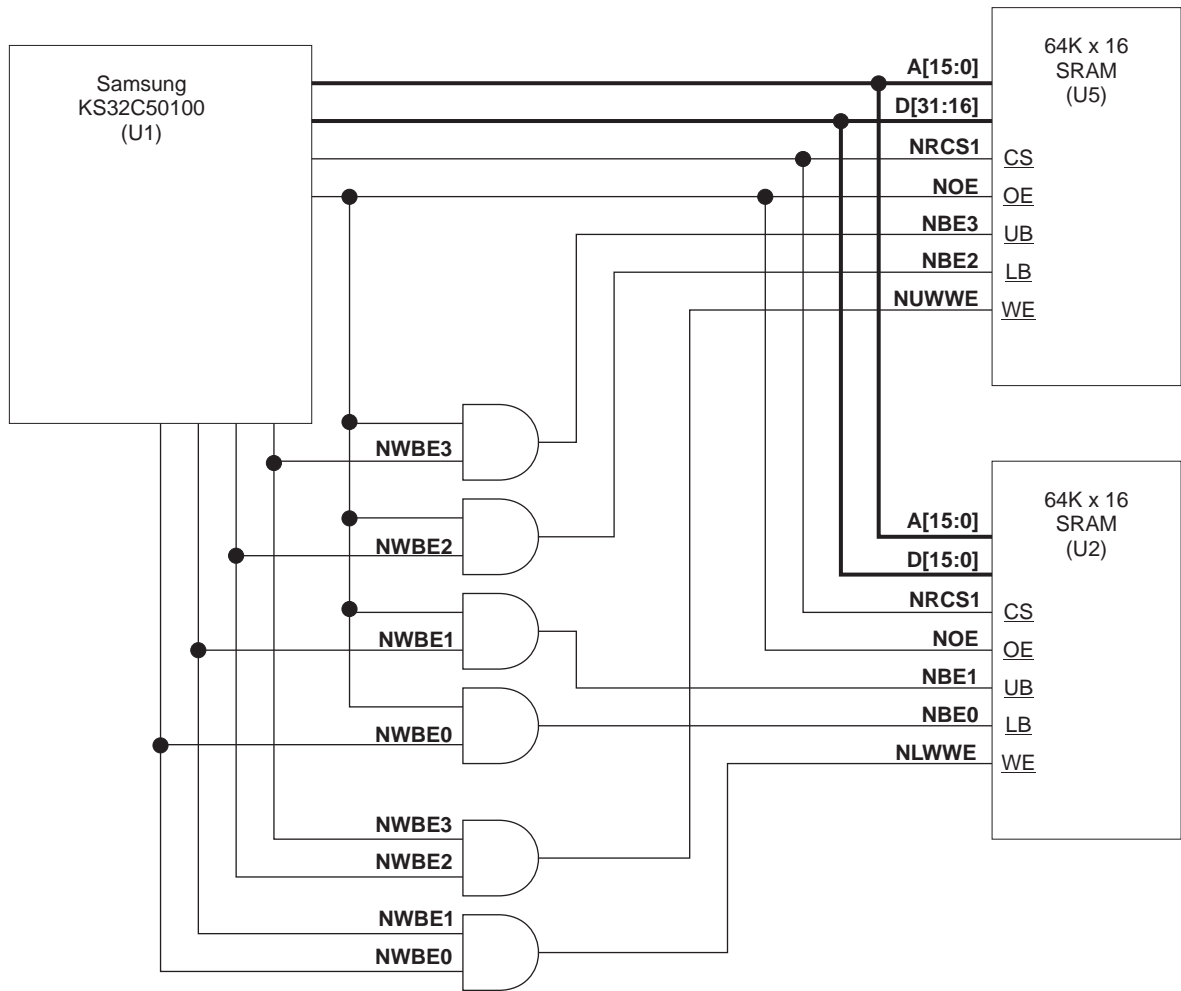 Samsung
KS32C50100
(U1)
64K x 16
SRAM
(U5)
A[15:0]
D[31:16]
NRCS1
CS
NOE
OE
NBE3
UB
NBE2
LB
NUWWE
WE
NWBE3
NWBE2
NWBE1
NWBE0
64K x 16
SRAM
(U2)
A[15:0]
D[15:0]
NRCS1
CS
NOE
OE
NBE1
UB
NBE0
LB
NLWWE
WE
NWBE3
NWBE2
NWBE1
NWBE0